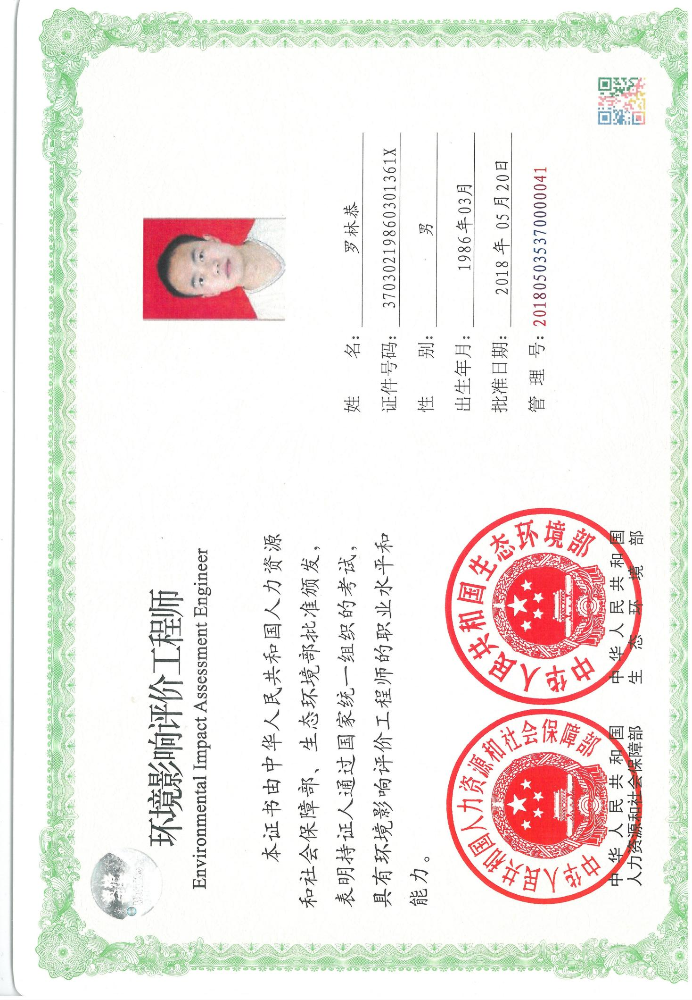 环境影响评价工程师
Environmental Impact Assessment Engineer
本证书由中华人民共和国人力资源
和社会保障部、生态环境部批准颁发，
表明持证人通过国家统一组织的考试，
具有环境影响评价工程师的职业水平和
能力。
中华人民共和国人力资源和社会保障部
中华人民共和国
人力资源和社会保障部
中华人民共和国生态环境部
中华人民共和国
生态环境部
姓名：罗林恭
证件号码：37030219860301361X
性别：男
出生年月：1986年03月
批准日期：2018年05月20日
管理号：201805035370000041